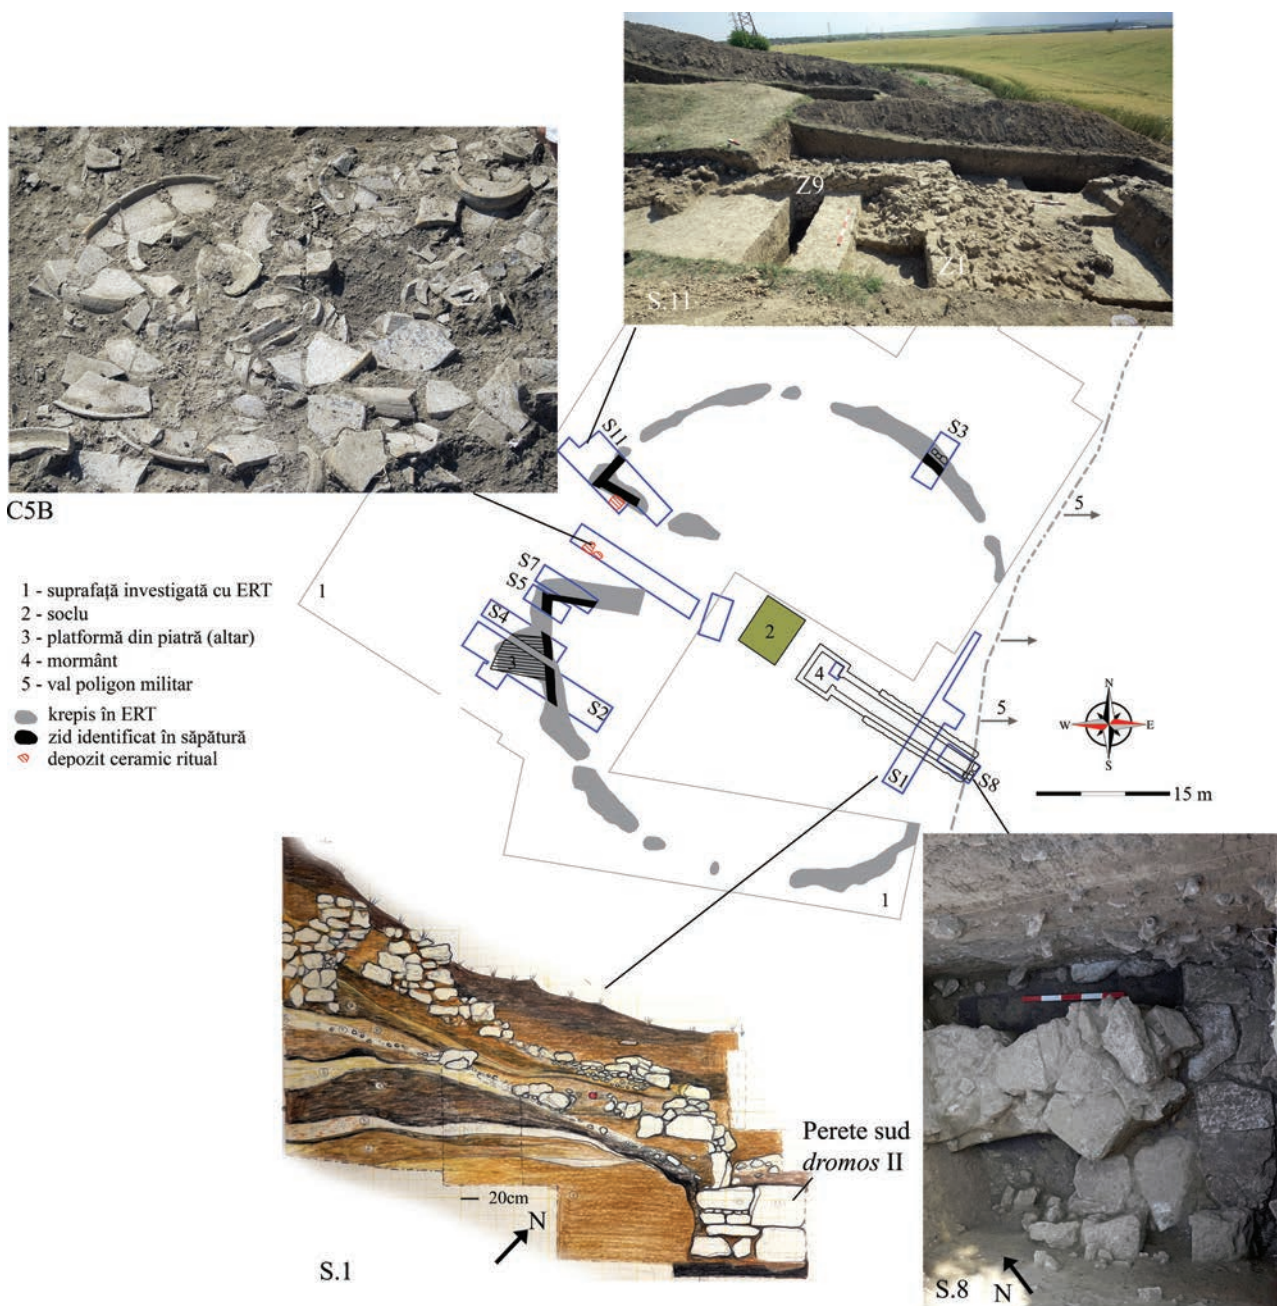 Z9
Z1
S.11
C5B
S11
S3
5
1
S7
S5
S4
3
S2
2
4
5
S1
S8
N
W
E
S
15 m
1
1 - suprafață investigată cu ERT
2 - soclu
3 - platformă din piatră (altar)
4 - mormânt
5 - val poligon militar
krepis în ERT
zid identificat în săpătură
depozit ceramic ritual
Perete sud
dromos II
20cm
N
S.1
S.8
N